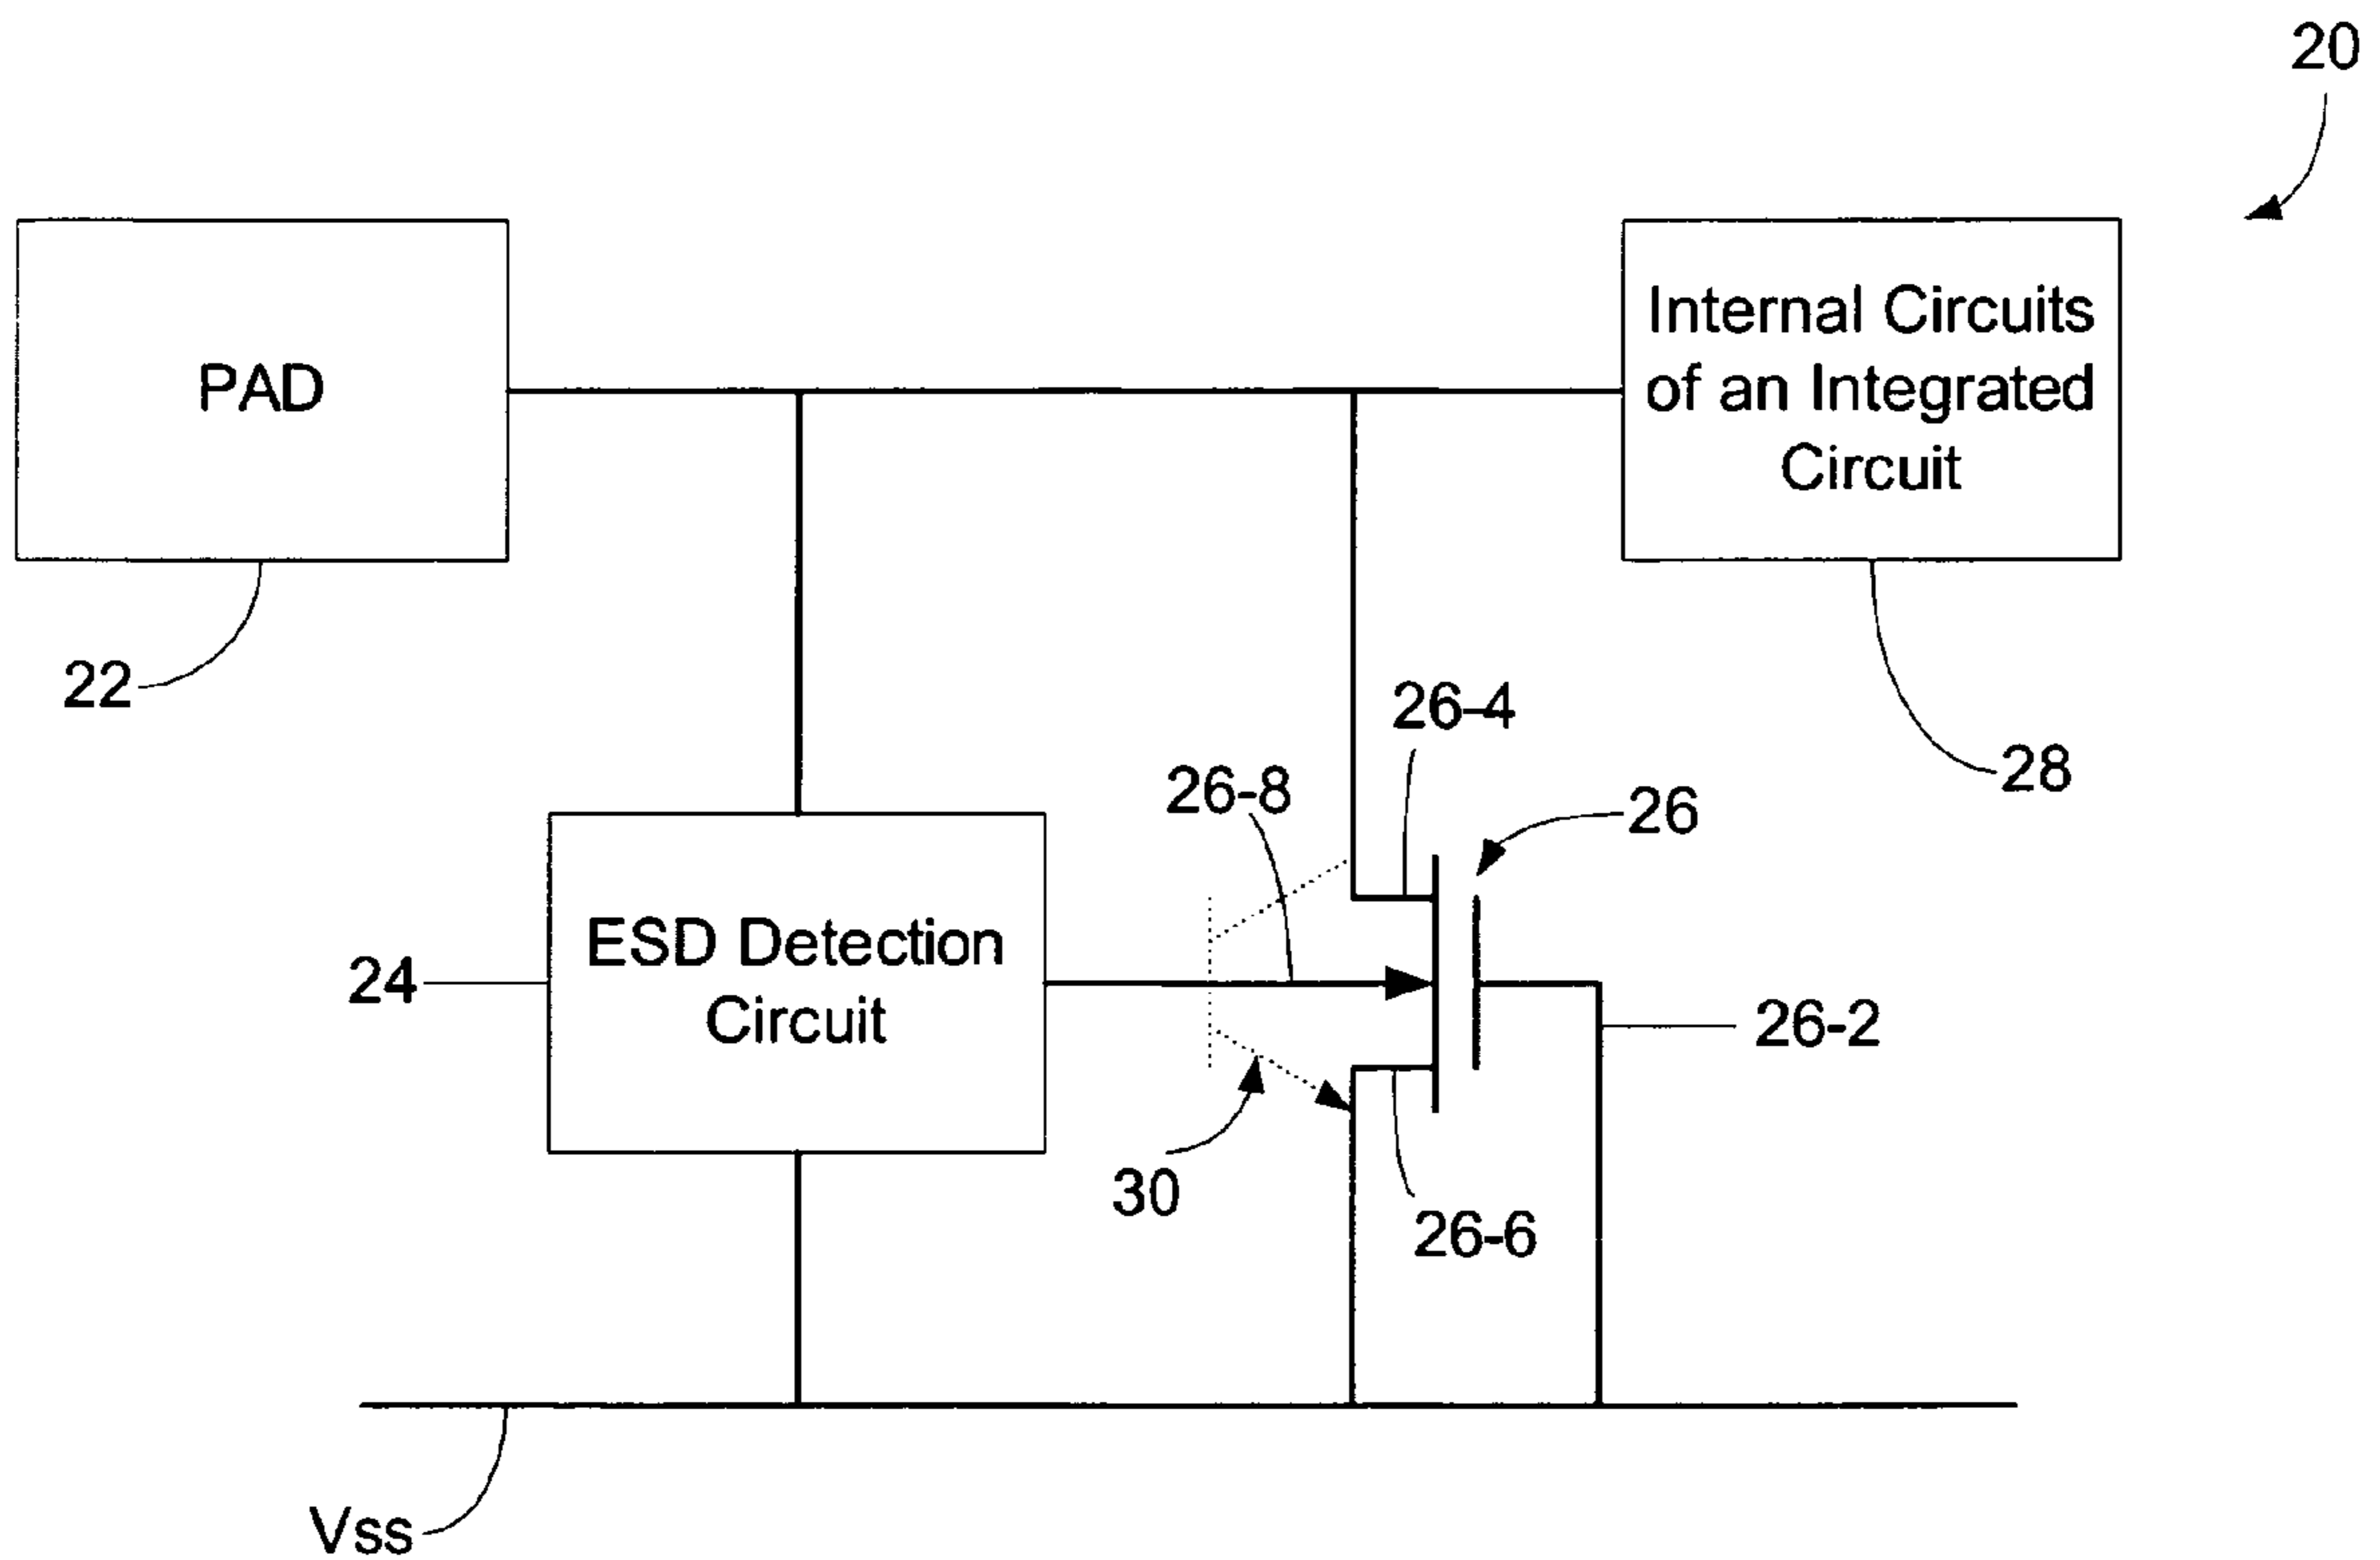 20
PAD
Internal Circuits
of an Integrated
Circuit
22
26-4
28
26-8
26
ESD Detection
Circuit
24
26-2
30
26-6
Vss